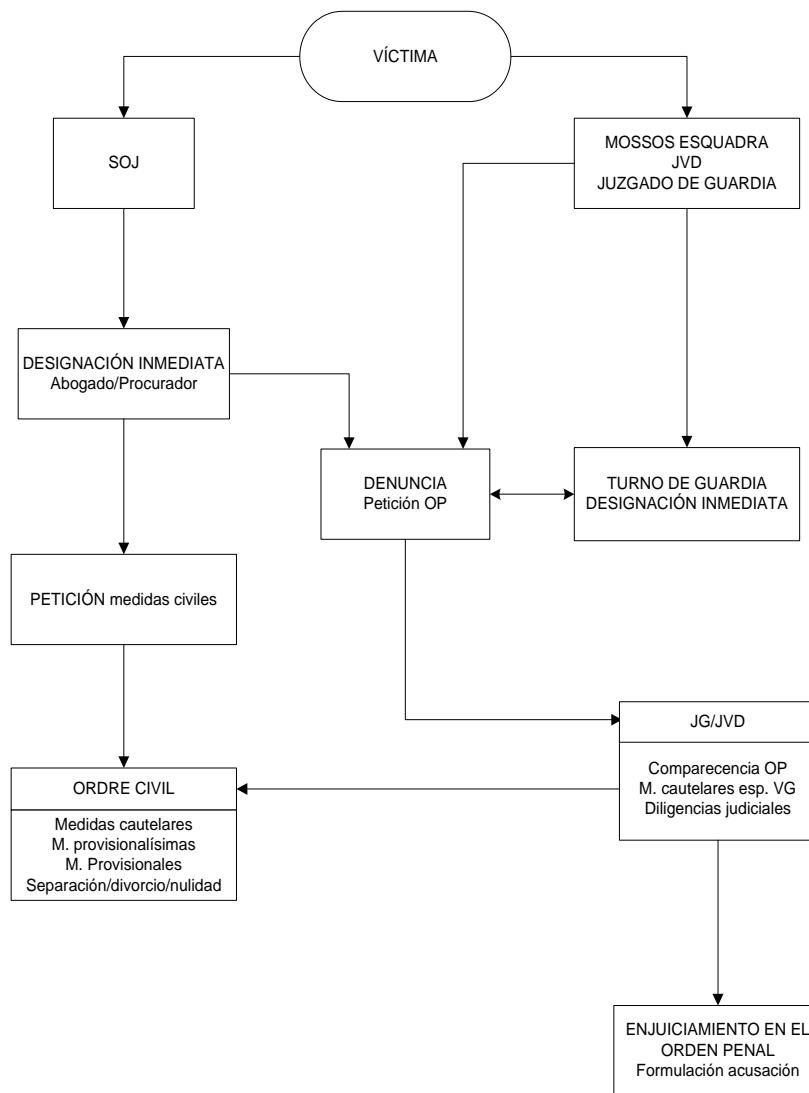 VÍCTIMA
SOJ
MOSSOS ESQUADRA
JVD
JUZGADO DE GUARDIA
DESIGNACIÓN INMEDIATA
Abogado/Procurador
DENUNCIA
Petición OP
TURNO DE GUARDIA
DESIGNACIÓN INMEDIATA
PETICIÓN medidas civiles
JG/JVD
Comparecencia OP
M. cautelares esp. VG
Diligencias judiciales
ORDRE CIVIL
Medidas cautelares
M. provisionalísimas
M. Provisionales
Separación/divorcio/nulidad
ENJUICIAMIENTO EN EL
ORDEN PENAL
Formulación acusación